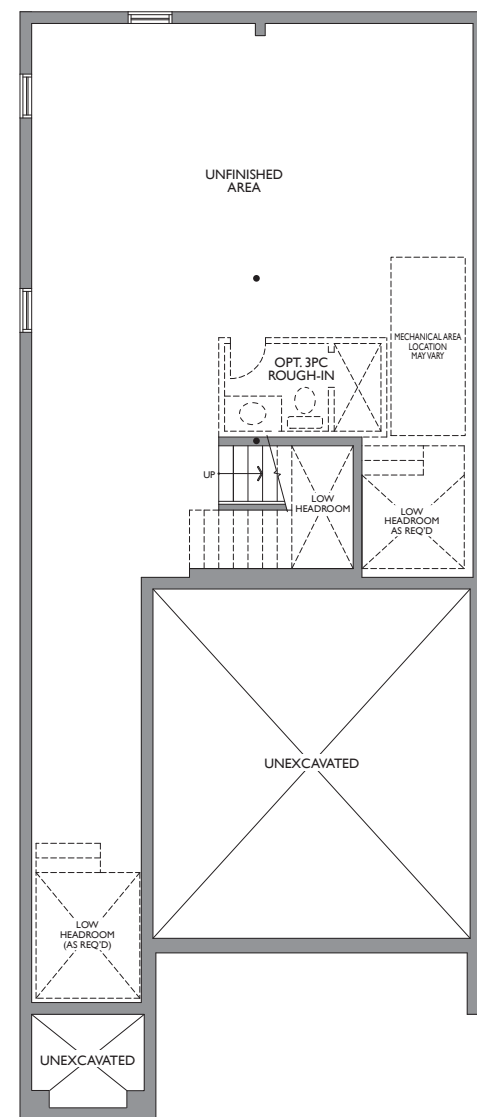 UNFINISHED
AREA
MECHANICAL AREA
LOCATION
MAY VARY
OPT. 3PC
ROUGH-IN
UP
LOW
HEADROOM
LOW
HEADROOM
AS REQ'D
UNEXCAVATED
LOW
HEADROOM
(AS REQ'D)
UNEXCAVATED